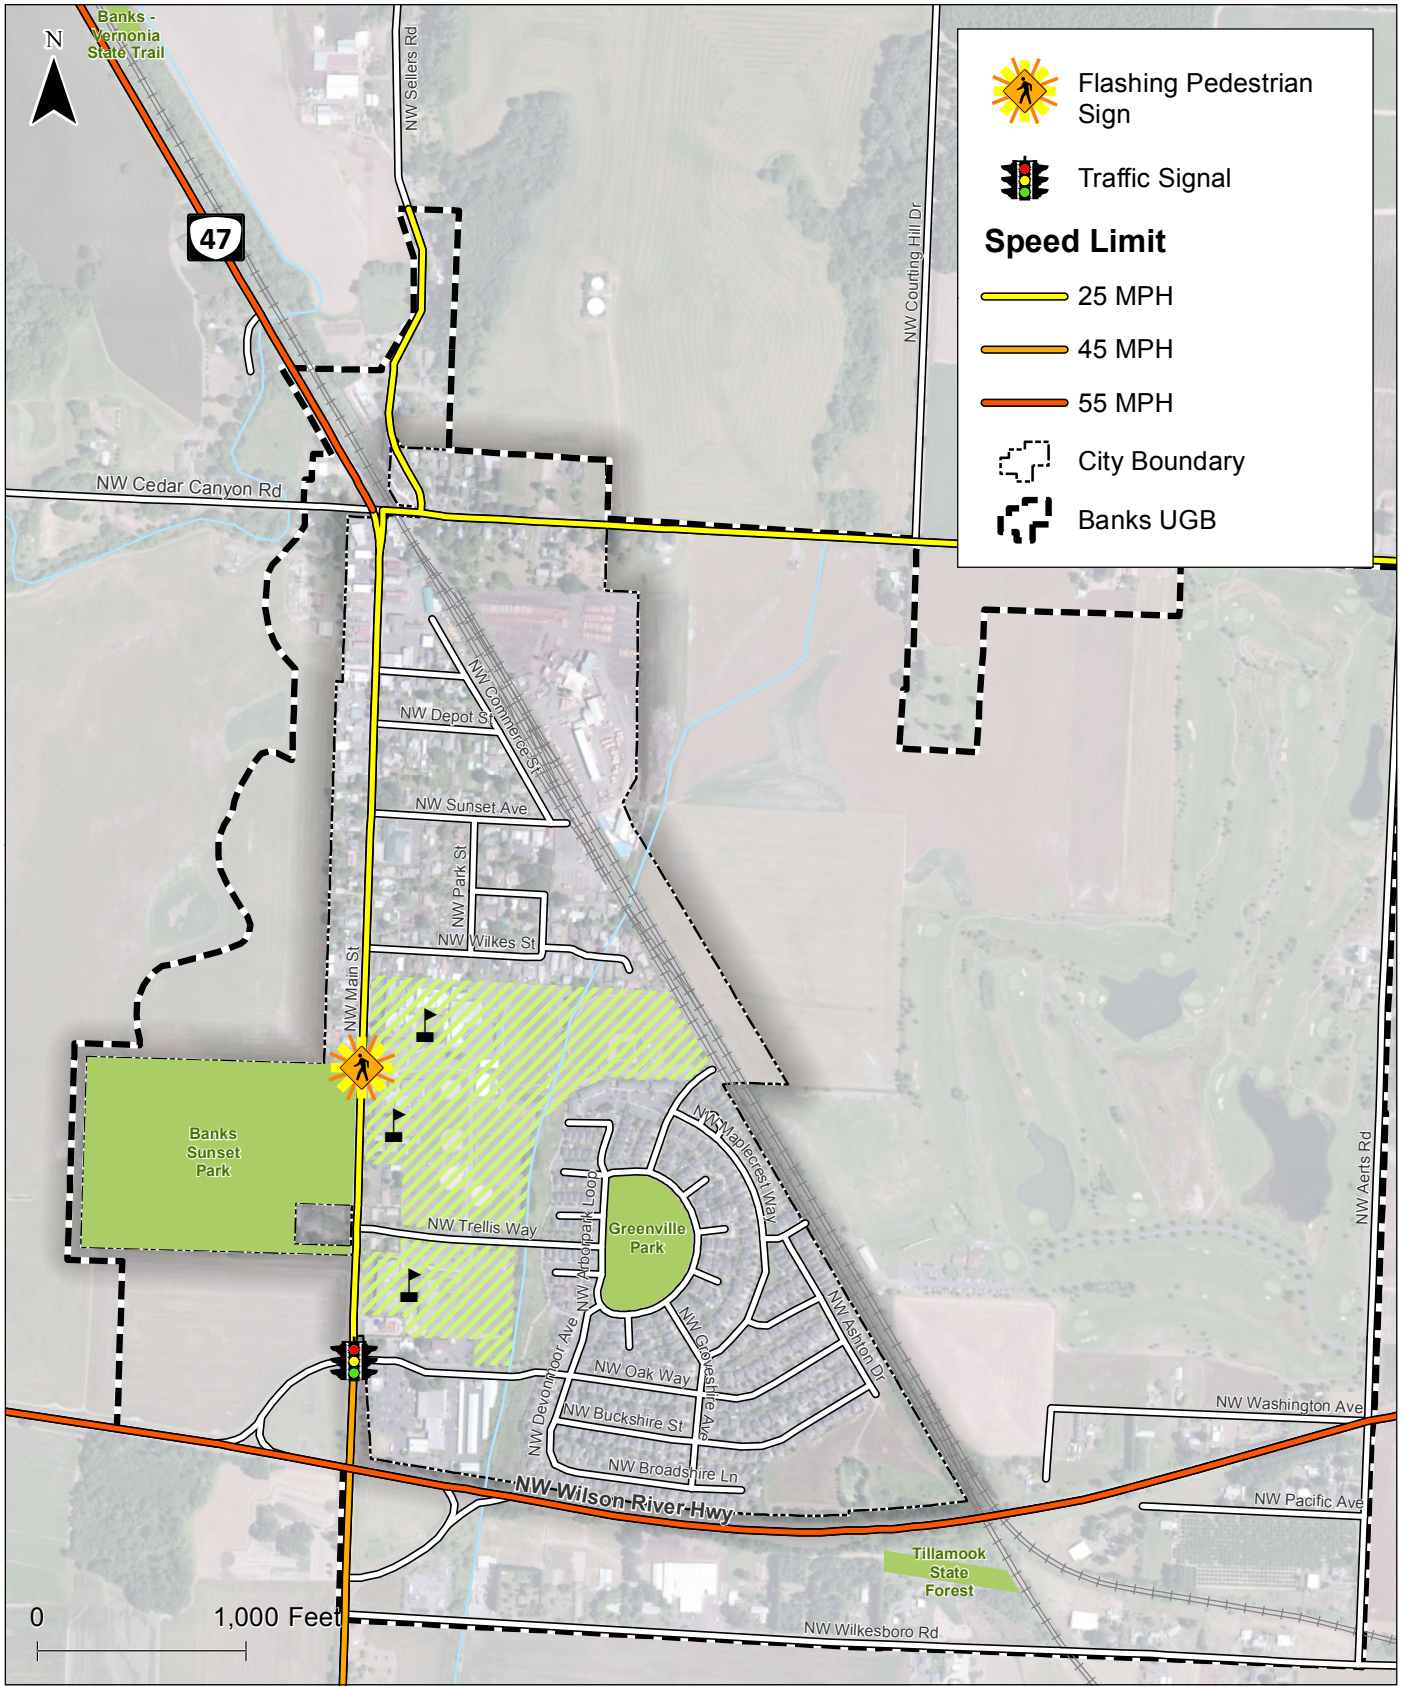 Banks -
Vernonia
State Trail
N
NW Sellers Rd
47
NW Courting Hill Dr
Flashing Pedestrian
Sign
Traffic Signal
Speed Limit
25 MPH
45 MPH
55 MPH
City Boundary
Banks UGB
NW Cedar Canyon Rd
NW Commerce St
NW Depot St
NW Sunset Ave
NW Park St
NW Wilkes St
NW Main St
Banks
Sunset
Park
NW Maplecrest Way
NW Aerts Rd
NW Arborpark Loop
Greenville
Park
NW Trellis Way
NW Ashton Dr
NW Groveshire Ave
NW Devonmoor Ave
NW Oak Way
NW Buckshire St
NW Broadshire Ln
NW Washington Ave
NW Wilson River Hwy
NW Pacific Ave
Tillamook
State
Forest
0 1,000 Feet
NW Wilkesboro Rd